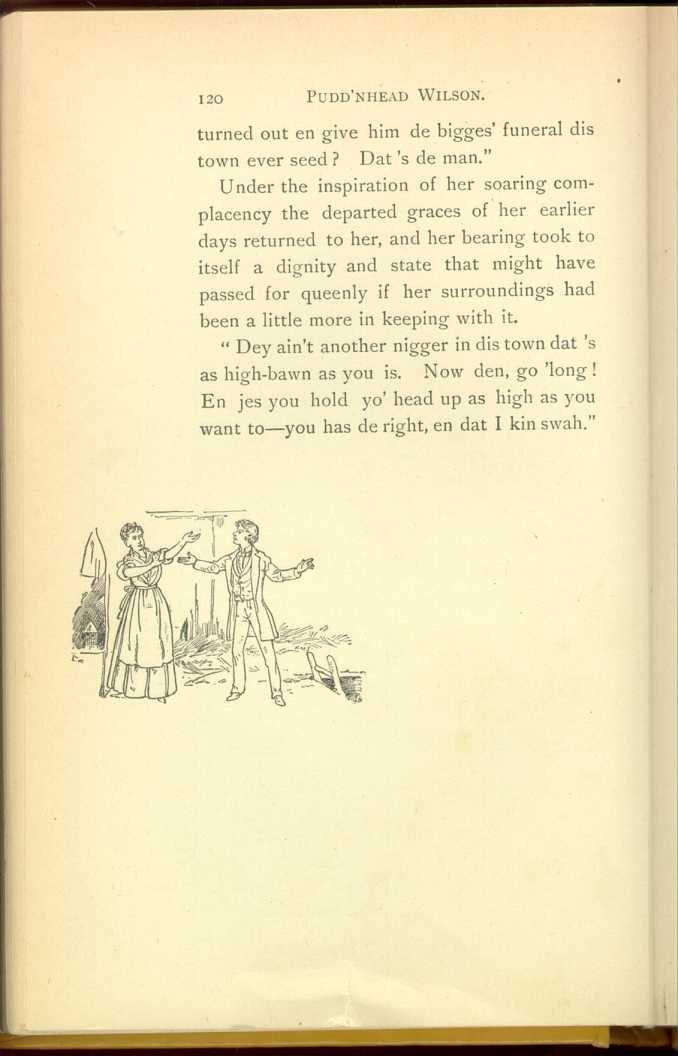 120 PUDD'NHEAD WILSON.
turned out en give him de bigges' funeral dis
town ever seed? Dat 's de man."
Under the inspiration of her soaring com-
placency the departed graces of her earlier
days returned to her, and her bearing took to
itself a dignity and state that might have
passed for queenly if her surroundings had
been a little more in keeping with it.
" Dey ain't another nigger in dis town dat 's
as high-bawn as you is. Now den, go 'long!
En jes you hold yo' head up as high as you
want to—you has de right, en dat I kin swah."